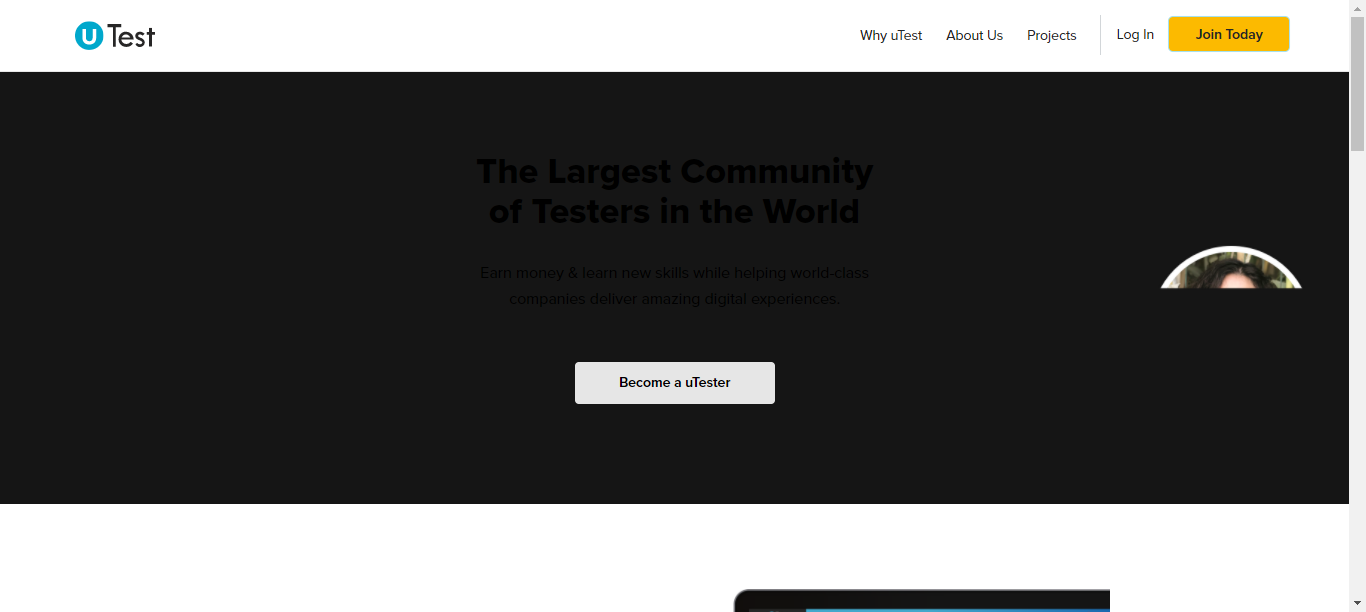 uTest
Why uTest
About Us
Projects
Log In
Join Today
The Largest Community
of Testers in the World
Earn money & learn new skills while helping world-class
companies deliver amazing digital experiences.
Become a uTester